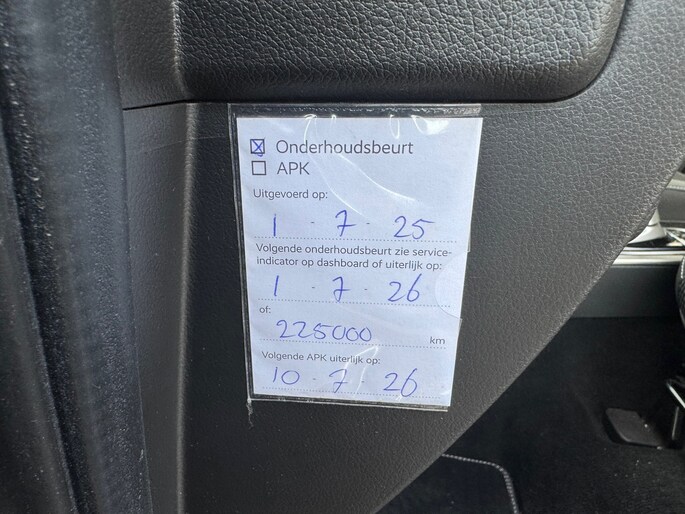 ☒ Onderhoudsbeurt
☐ APK
Uitgevoerd op:
1 - 7 - 25
Volgende onderhoudsbeurt zie service-
indicator op dashboard of uiterlijk op:
1 - 7 - 26
of:
225000 km
Volgende APK uiterlijk op:
10 - 7 - 26